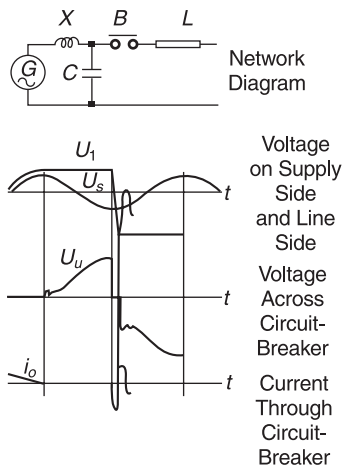 X B L
G C
Network
Diagram
Voltage
on Supply
Side
and Line
Side
U1
Us
t
Uu
t
Voltage
Across
Circuit-
Breaker
io
t
Current
Through
Circuit-
Breaker